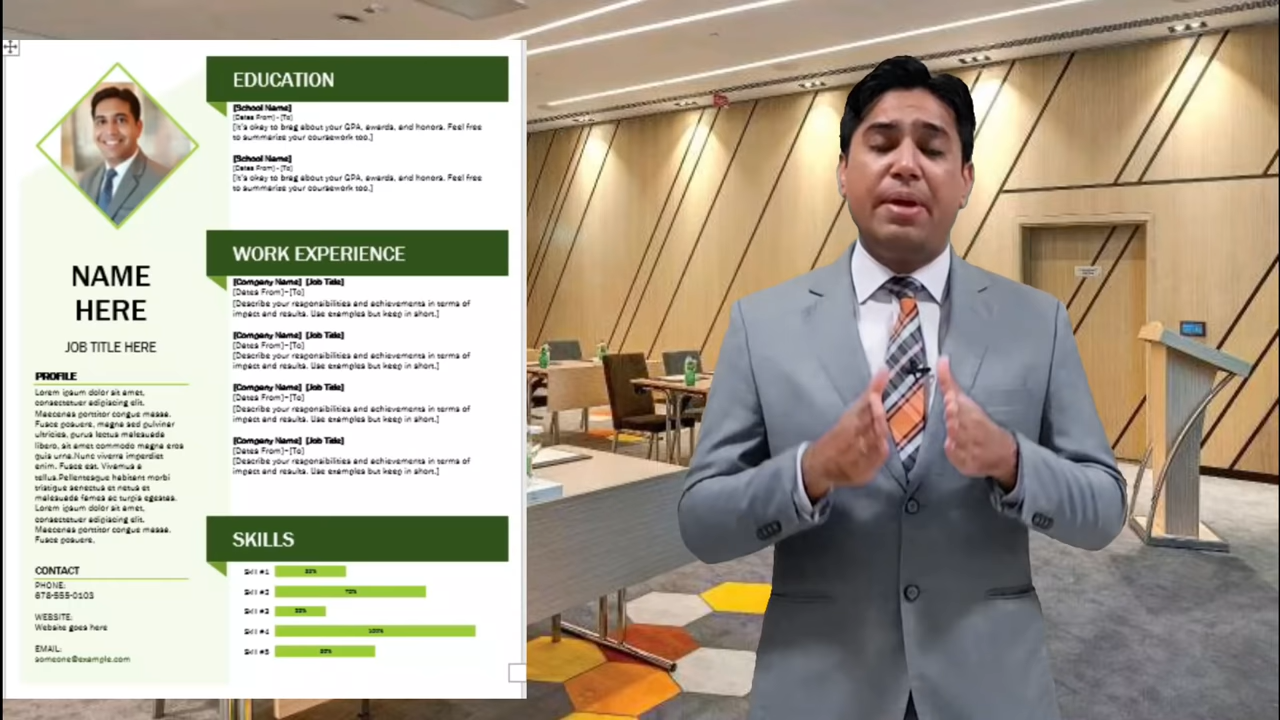 NAME
HERE
JOB TITLE HERE
PROFILE
Lorem ipsum dolor sit amet,
consectetuer adipiscing elit.
Maecenas porttitor congue massa.
Fusce posuere, magna sed pulvinar
ultricies, purus lectus malesuada
libero, sit amet commodo magna eros
quis urna.Nunc viverra imperdiet
enim. Fusce est. Vivamus a
tellus.Pellentesque habitant morbi
tristique senectus et netus et
malesuada fames ac turpis egestas.
Lorem ipsum dolor sit amet,
consectetuer adipiscing elit.
Maecenas porttitor congue massa.
Fusce posuere,
CONTACT
PHONE:
678-555-0103
WEBSITE:
Website goes here
EMAIL:
someone@example.com
EDUCATION
[School Name]
[Dates From] - [To]
[It's okay to brag about your GPA, awards, and honors. Feel free
to summarize your coursework too.]
[School Name]
[Dates From] - [To]
[It's okay to brag about your GPA, awards, and honors. Feel free
to summarize your coursework too.]
WORK EXPERIENCE
[Company Name] [Job Title]
[Dates From]–[To]
[Describe your responsibilities and achievements in terms of
impact and results. Use examples but keep in short.]
[Company Name] [Job Title]
[Dates From]–[To]
[Describe your responsibilities and achievements in terms of
impact and results. Use examples but keep in short.]
[Company Name] [Job Title]
[Dates From]–[To]
[Describe your responsibilities and achievements in terms of
impact and results. Use examples but keep in short.]
[Company Name] [Job Title]
[Dates From]–[To]
[Describe your responsibilities and achievements in terms of
impact and results. Use examples but keep in short.]
SKILLS
Skill #1
Skill #2 75%
Skill #3
Skill #4 100%
Skill #5